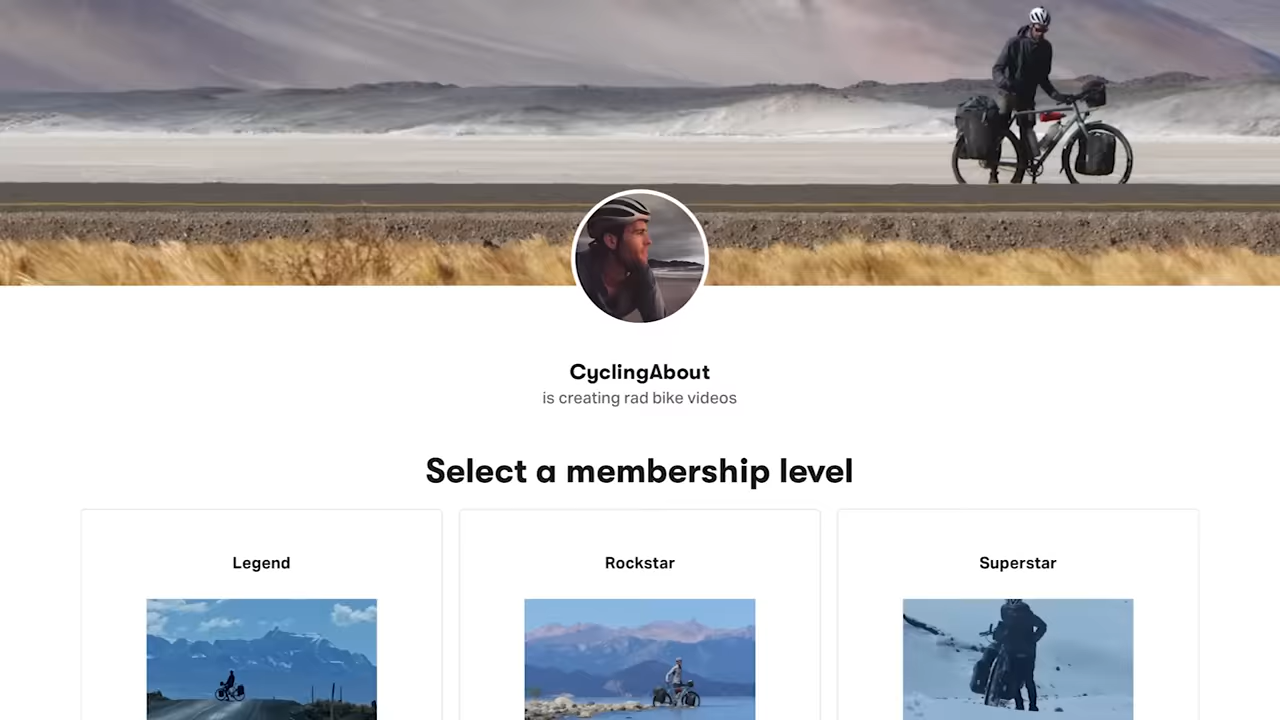 CyclingAbout
is creating rad bike videos
Select a membership level
Legend
Rockstar
Superstar